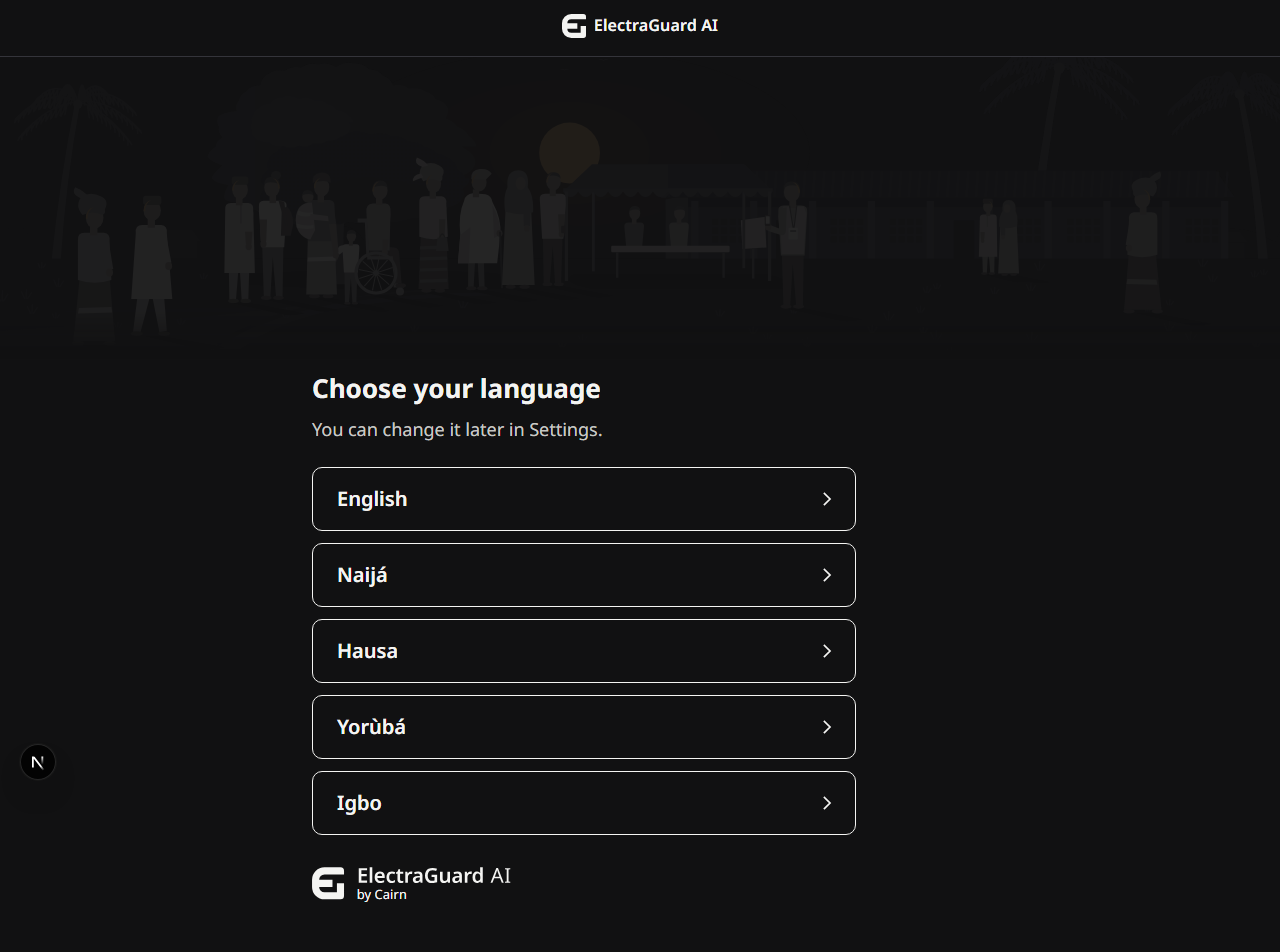 ElectraGuard AI
Choose your language
You can change it later in Settings.
English
Naijá
Hausa
Yorùbá
Igbo
N
ElectraGuard AI
by Cairn